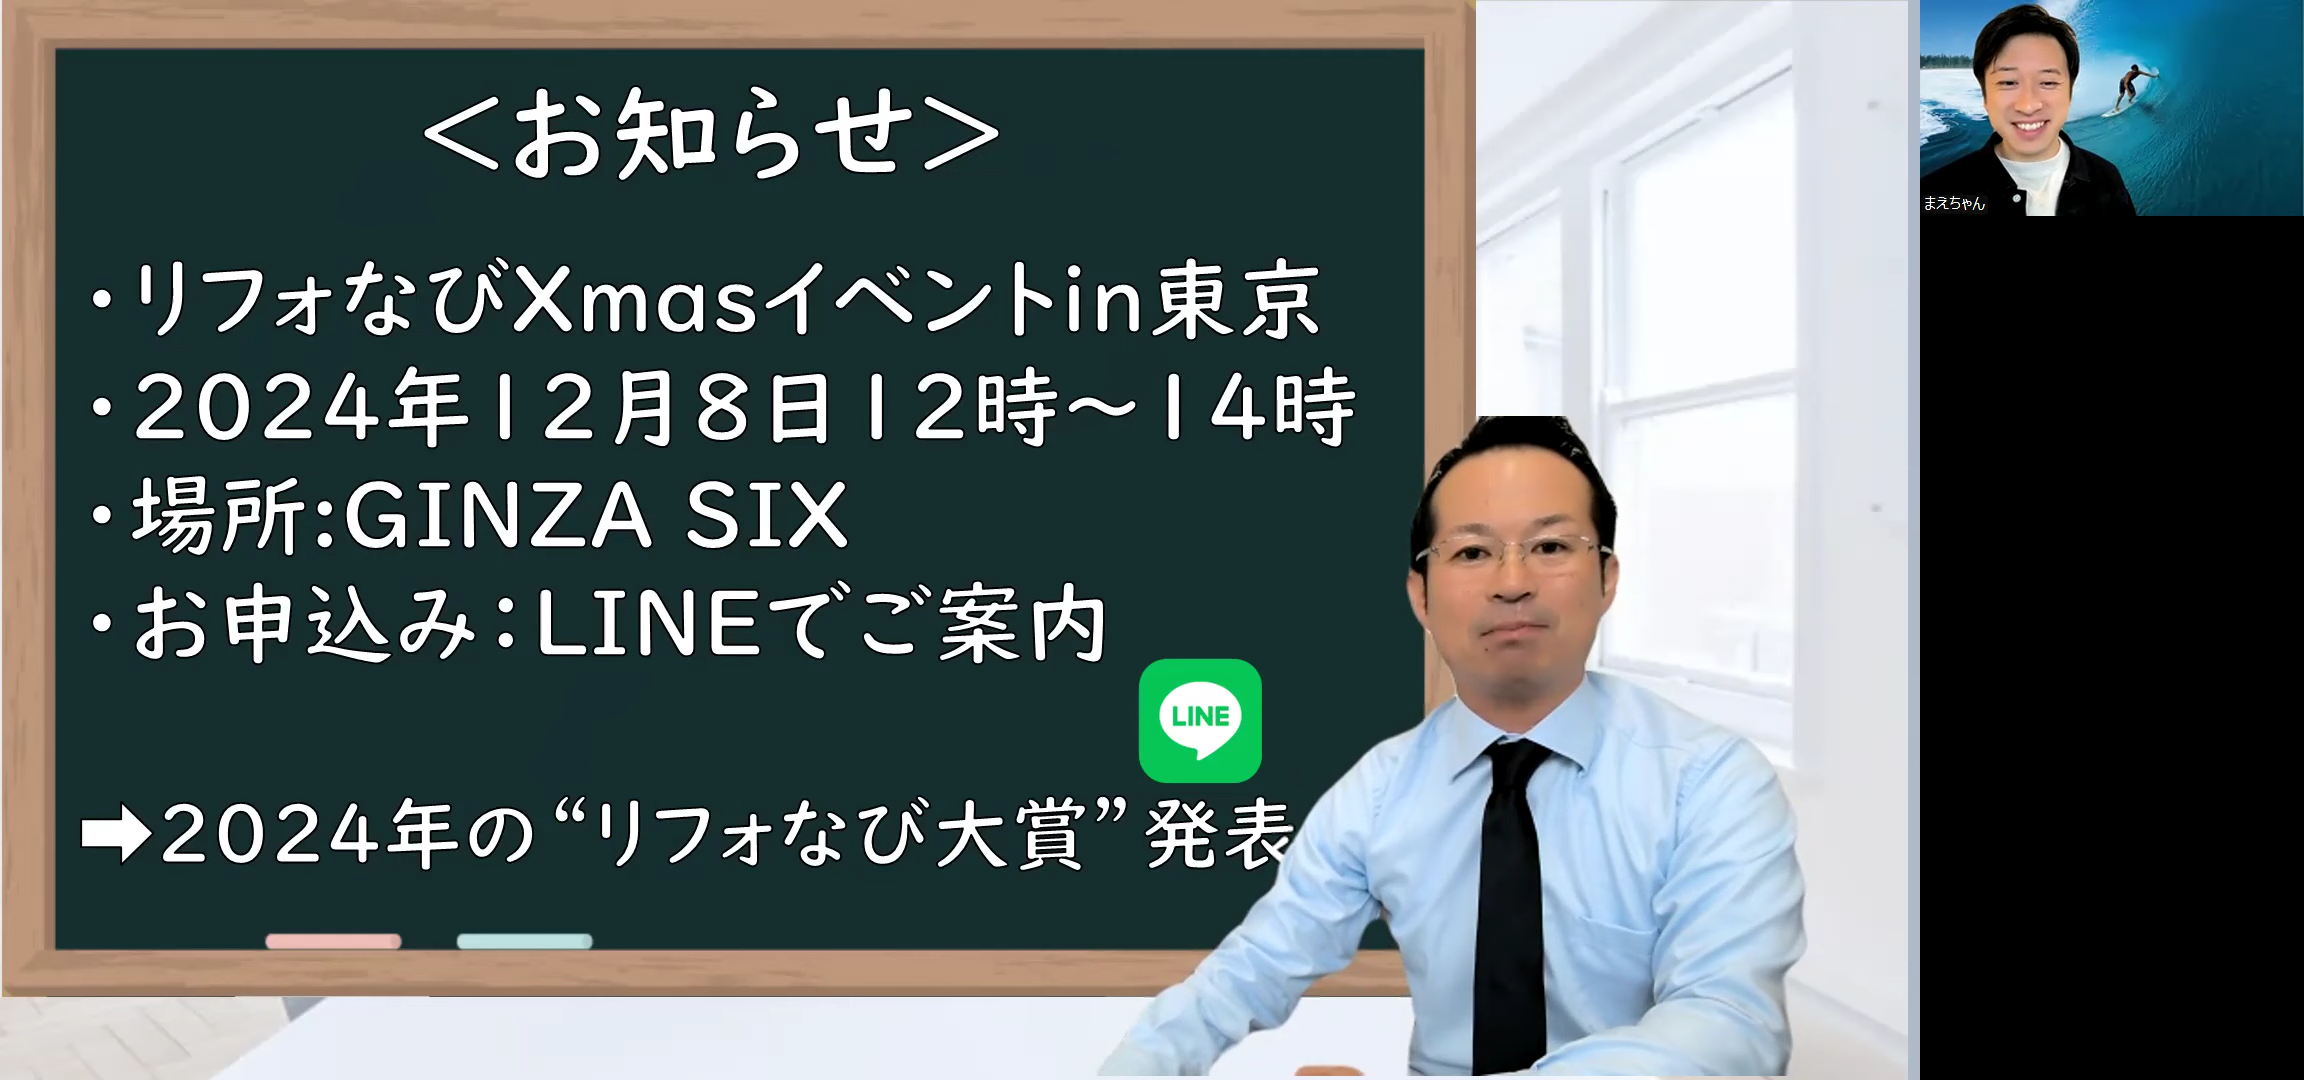 ＜お知らせ＞
・リフォなびXmasイベントin東京
・2024年12月8日12時～14時
・場所:GINZA SIX
・お申込み：LINEでご案内
LINE
➡2024年の“リフォなび大賞”発表
まえちゃん